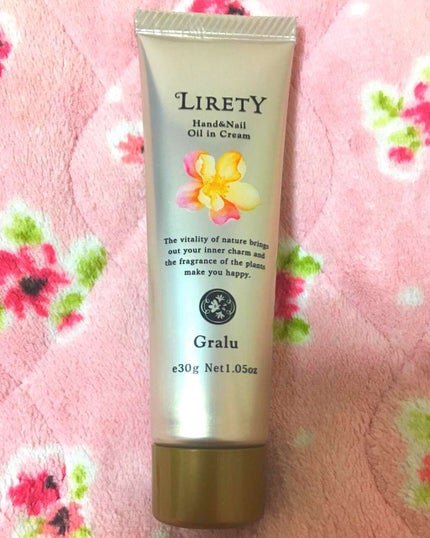 LIRETY
Hand&Nail
Oil in Cream
The vitality of nature brings
out your inner charm and
the fragrance of the plants
make you happy.
Gralu
e30g Net1.05oz